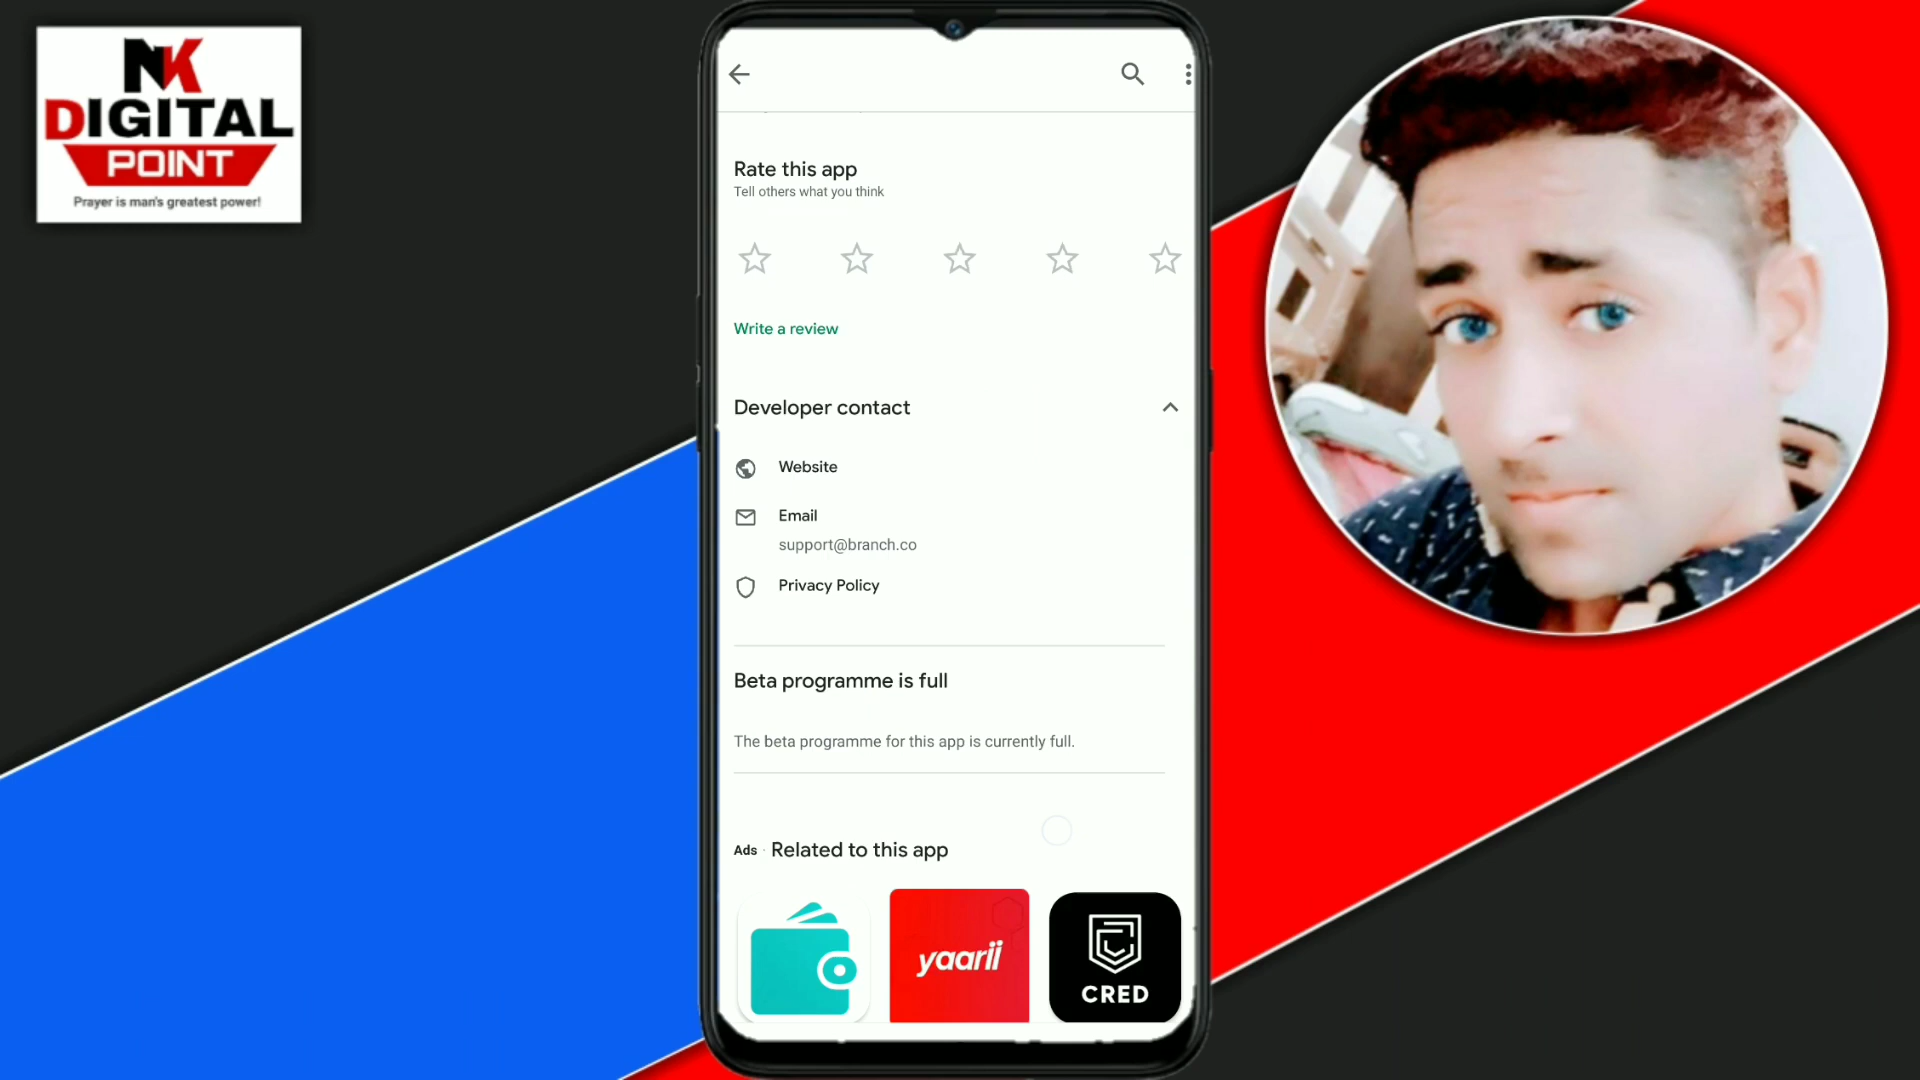 NK
DIGITAL
POINT
Prayer is man's greatest power!
Rate this app
Tell others what you think
Write a review
Developer contact
Website
Email
support@branch.co
Privacy Policy
Beta programme is full
The beta programme for this app is currently full.
Ads · Related to this app
yaarii
CRED